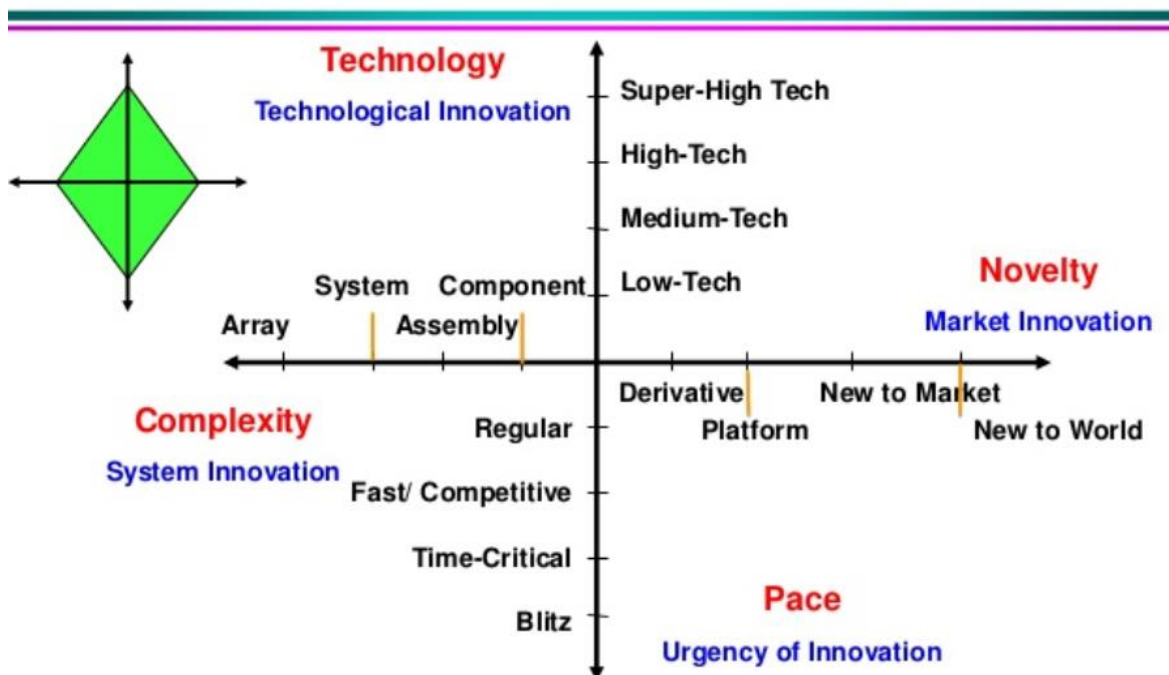 Technology
Technological Innovation
Super-High Tech
High-Tech
Medium-Tech
Low-Tech
Novelty
Market Innovation
System
Component
Array
Assembly
Derivative
New to Market
Platform
New to World
Complexity
System Innovation
Regular
Fast/ Competitive
Time-Critical
Blitz
Pace
Urgency of Innovation